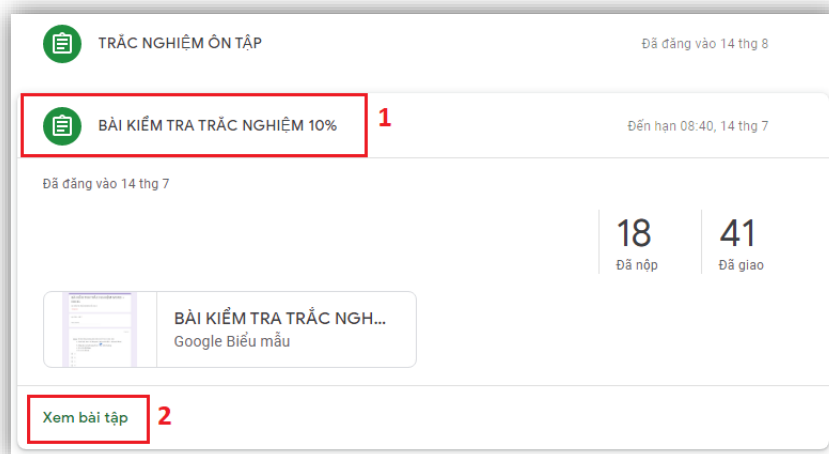 TRẮC NGHIỆM ÔN TẬP
Đã đăng vào 14 thg 8
BÀI KIỂM TRA TRẮC NGHIỆM 10%
1
Đến hạn 08:40, 14 thg 7
Đã đăng vào 14 thg 7
18
Đã nộp
41
Đã giao
BÀI KIỂM TRA TRẮC NGH...
Google Biểu mẫu
Xem bài tập
2